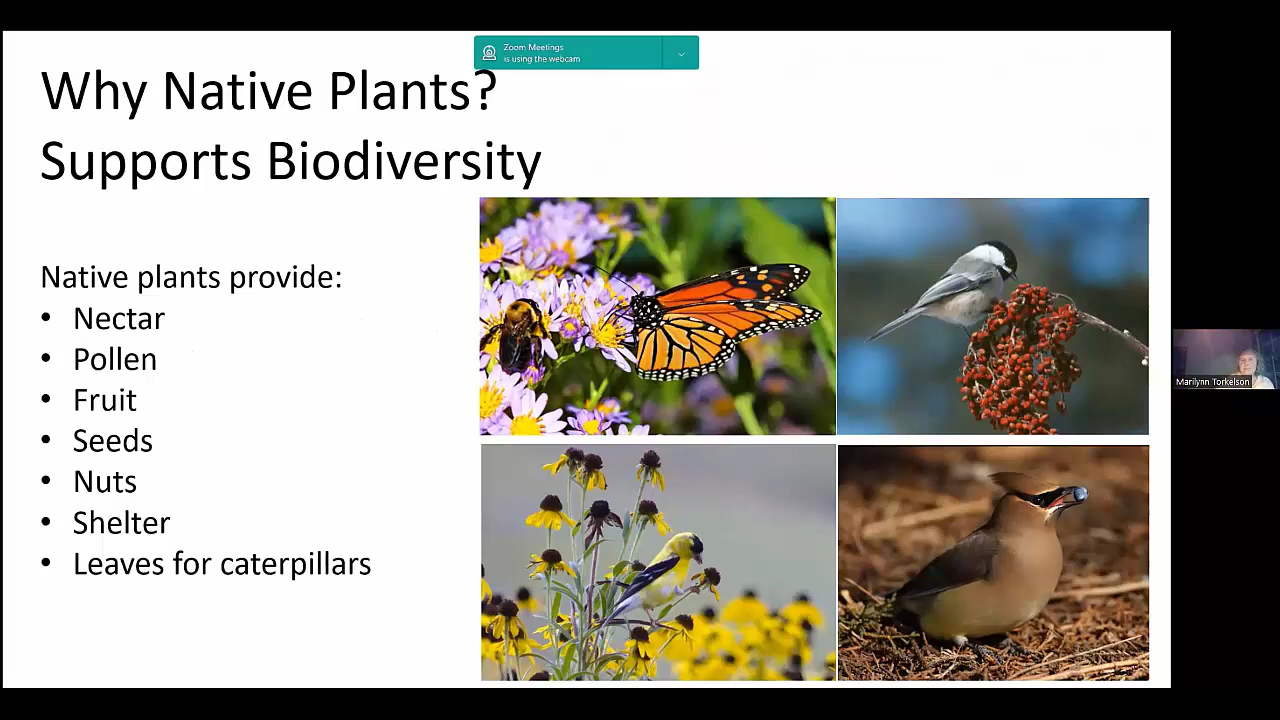 Zoom Meetings
is using the webcam
Why Native Plants?
Supports Biodiversity
Native plants provide:
• Nectar
• Pollen
• Fruit
• Seeds
• Nuts
• Shelter
• Leaves for caterpillars
Marilynn Torkelson